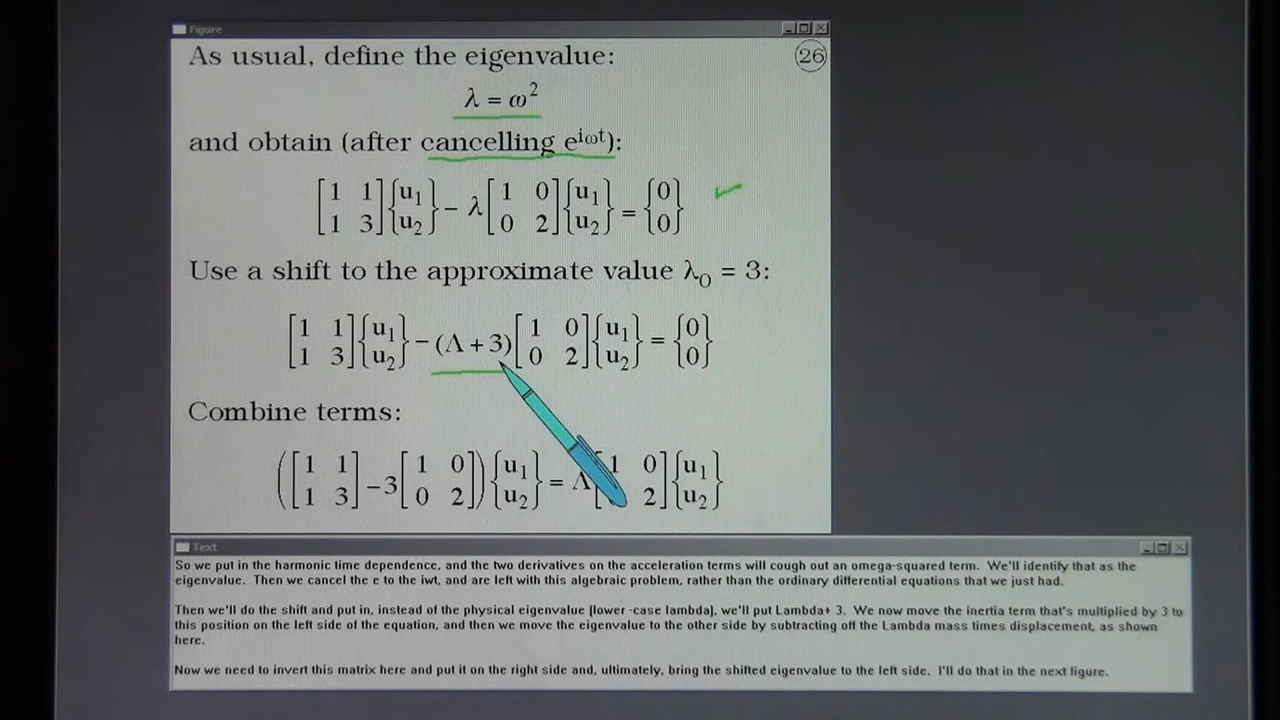 Figure
As usual, define the eigenvalue:
26
λ = ω²
and obtain (after cancelling e^{iωt}):
[1 1; 1 3]{u₁; u₂} − λ[1 0; 0 2]{u₁; u₂} = {0; 0}
Use a shift to the approximate value λ₀ = 3:
[1 1; 1 3]{u₁; u₂} − (Λ + 3)[1 0; 0 2]{u₁; u₂} = {0; 0}
Combine terms:
([1 1; 1 3] − 3[1 0; 0 2]){u₁; u₂} = Λ[1 0; 2]{u₁; u₂}
Text
So we put in the harmonic time dependence, and the two derivatives on the acceleration terms will cough out an omega-squared term. We'll identify that as the
eigenvalue. Then we cancel the e to the iwt, and are left with this algebraic problem, rather than the ordinary differential equations that we just had.
Then we'll do the shift and put in, instead of the physical eigenvalue (lower -case lambda), we'll put Lambda+ 3. We now move the inertia term that's multiplied by 3 to
this position on the left side of the equation, and then we move the eigenvalue to the other side by subtracting off the Lambda mass times displacement, as shown
here.
Now we need to invert this matrix here and put it on the right side and, ultimately, bring the shifted eigenvalue to the left side. I'll do that in the next figure.